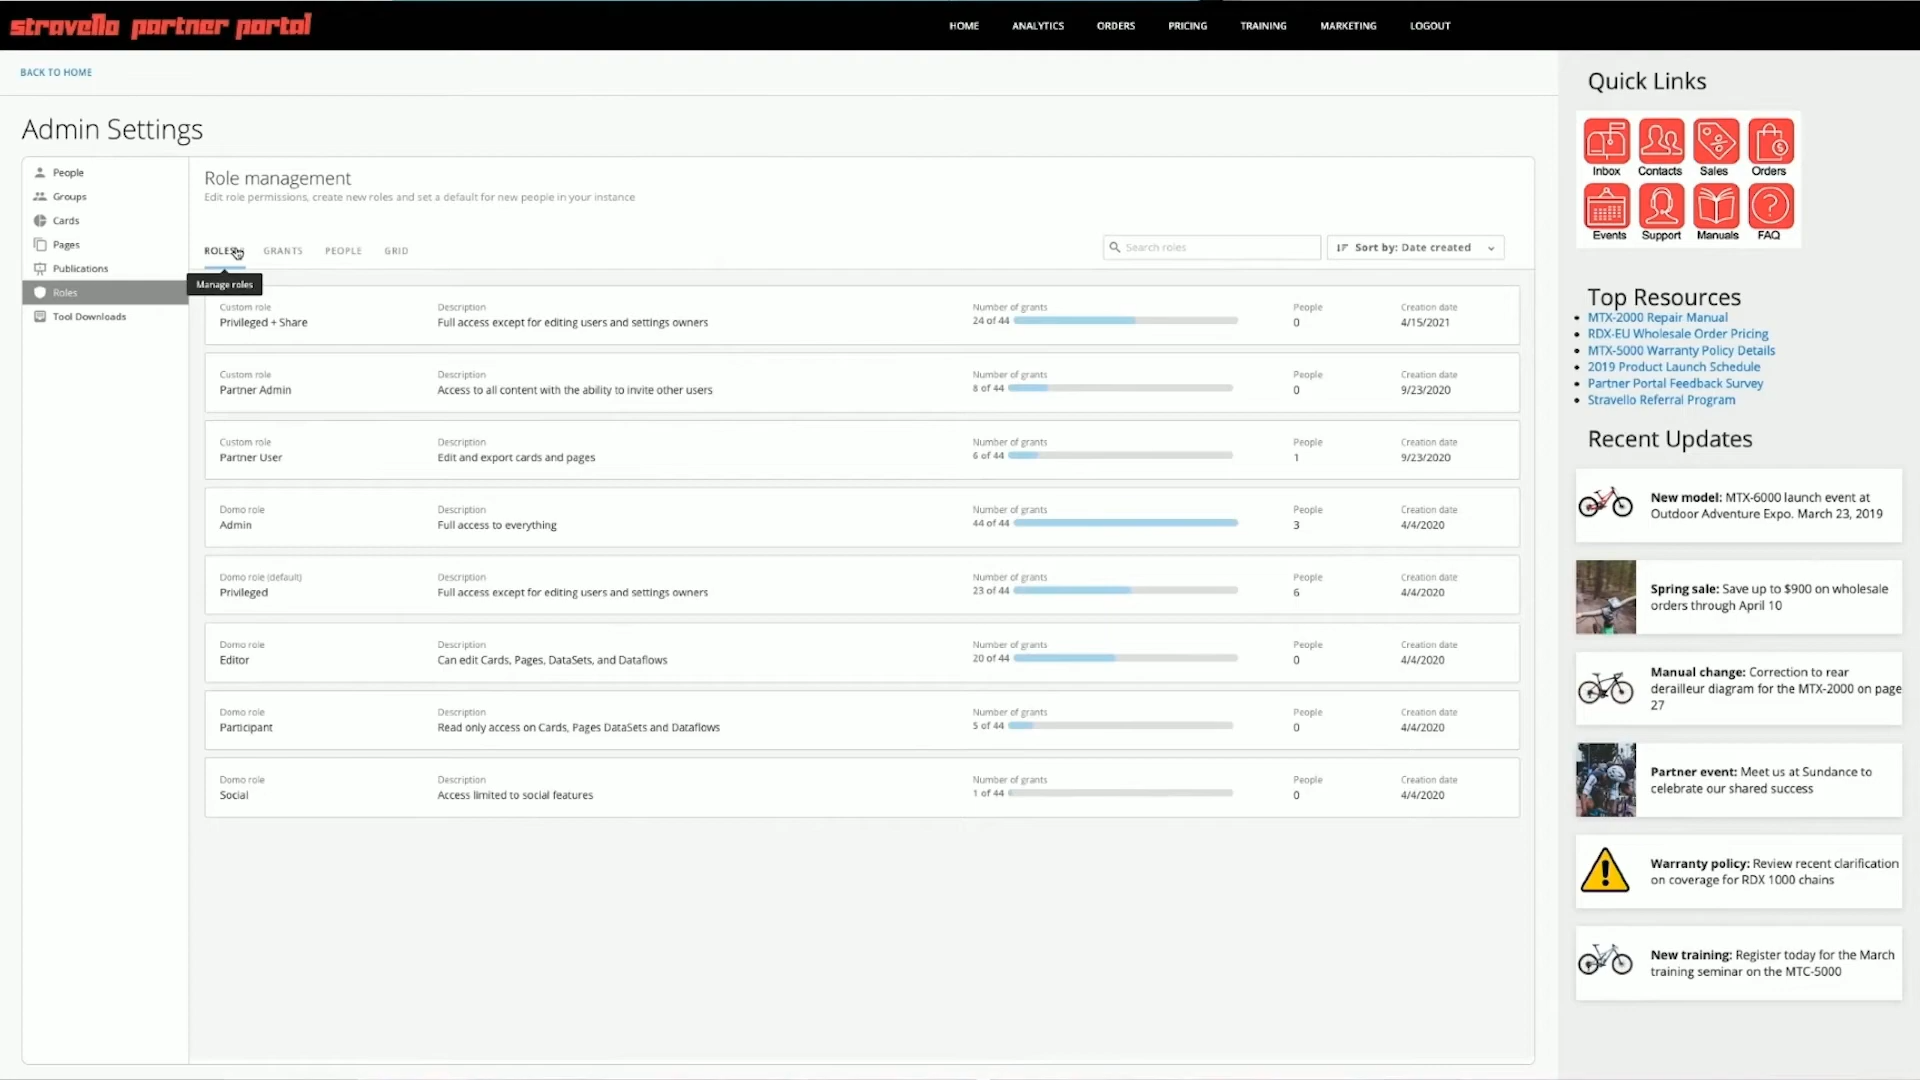 stravello partner portal
HOME
ANALYTICS
ORDERS
PRICING
TRAINING
MARKETING
LOGOUT
BACK TO HOME
Admin Settings
People
Groups
Cards
Pages
Publications
Roles
Tool Downloads
Role management
Edit role permissions, create new roles and set a default for new people in your instance
ROLES
GRANTS
PEOPLE
GRID
Search roles
Sort by: Date created
Manage roles
Custom role
Privileged + Share
Description
Full access except for editing users and settings owners
Number of grants
24 of 44
People
0
Creation date
4/15/2021
Custom role
Partner Admin
Description
Access to all content with the ability to invite other users
Number of grants
8 of 44
People
0
Creation date
9/23/2020
Custom role
Partner User
Description
Edit and export cards and pages
Number of grants
6 of 44
People
1
Creation date
9/23/2020
Domo role
Admin
Description
Full access to everything
Number of grants
44 of 44
People
3
Creation date
4/4/2020
Domo role (default)
Privileged
Description
Full access except for editing users and settings owners
Number of grants
23 of 44
People
6
Creation date
4/4/2020
Domo role
Editor
Description
Can edit Cards, Pages, DataSets, and Dataflows
Number of grants
20 of 44
People
0
Creation date
4/4/2020
Domo role
Participant
Description
Read only access on Cards, Pages DataSets and Dataflows
Number of grants
5 of 44
People
0
Creation date
4/4/2020
Domo role
Social
Description
Access limited to social features
Number of grants
1 of 44
People
0
Creation date
4/4/2020
Quick Links
Inbox
Contacts
Sales
Orders
Events
Support
Manuals
FAQ
Top Resources
MTX-2000 Repair Manual
RDX-EU Wholesale Order Pricing
MTX-5000 Warranty Policy Details
2019 Product Launch Schedule
Partner Portal Feedback Survey
Stravello Referral Program
Recent Updates
New model: MTX-6000 launch event at
Outdoor Adventure Expo. March 23, 2019
Spring sale: Save up to $900 on wholesale
orders through April 10
Manual change: Correction to rear
derailleur diagram for the MTX-2000 on page
27
Partner event: Meet us at Sundance to
celebrate our shared success
Warranty policy: Review recent clarification
on coverage for RDX 1000 chains
New training: Register today for the March
training seminar on the MTC-5000